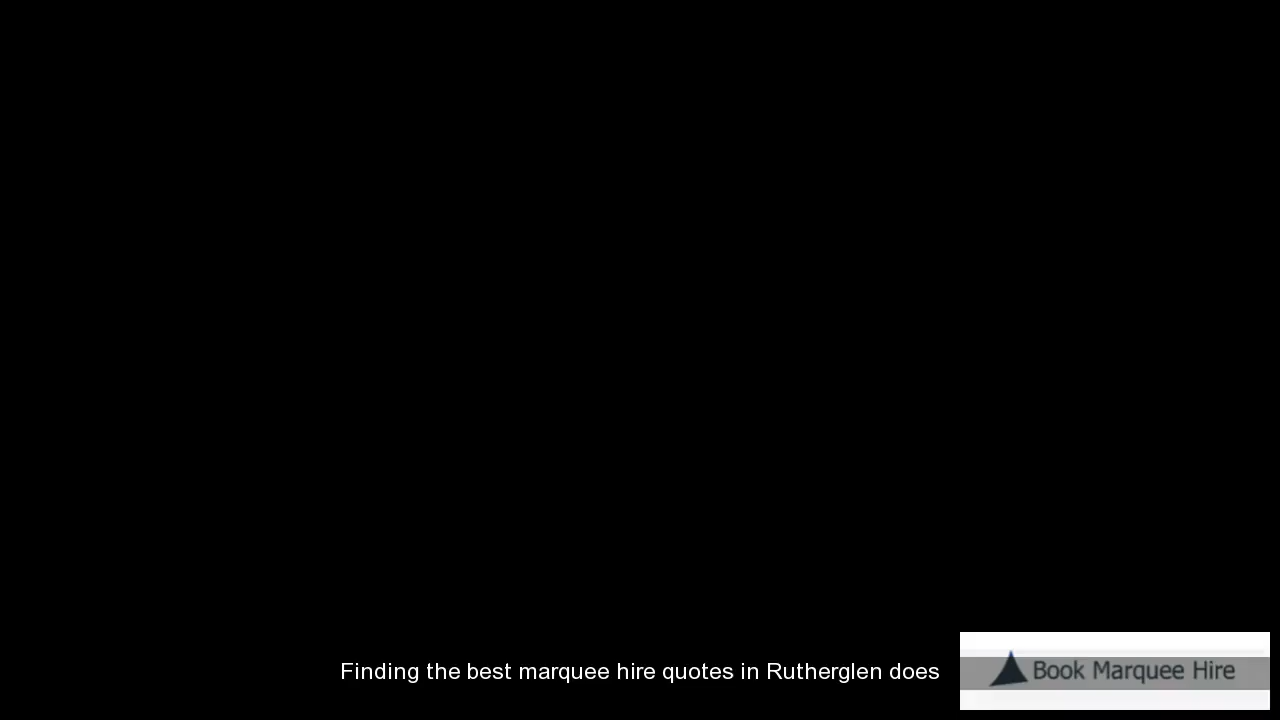 Finding the best marquee hire quotes in Rutherglen does
Book Marquee Hire